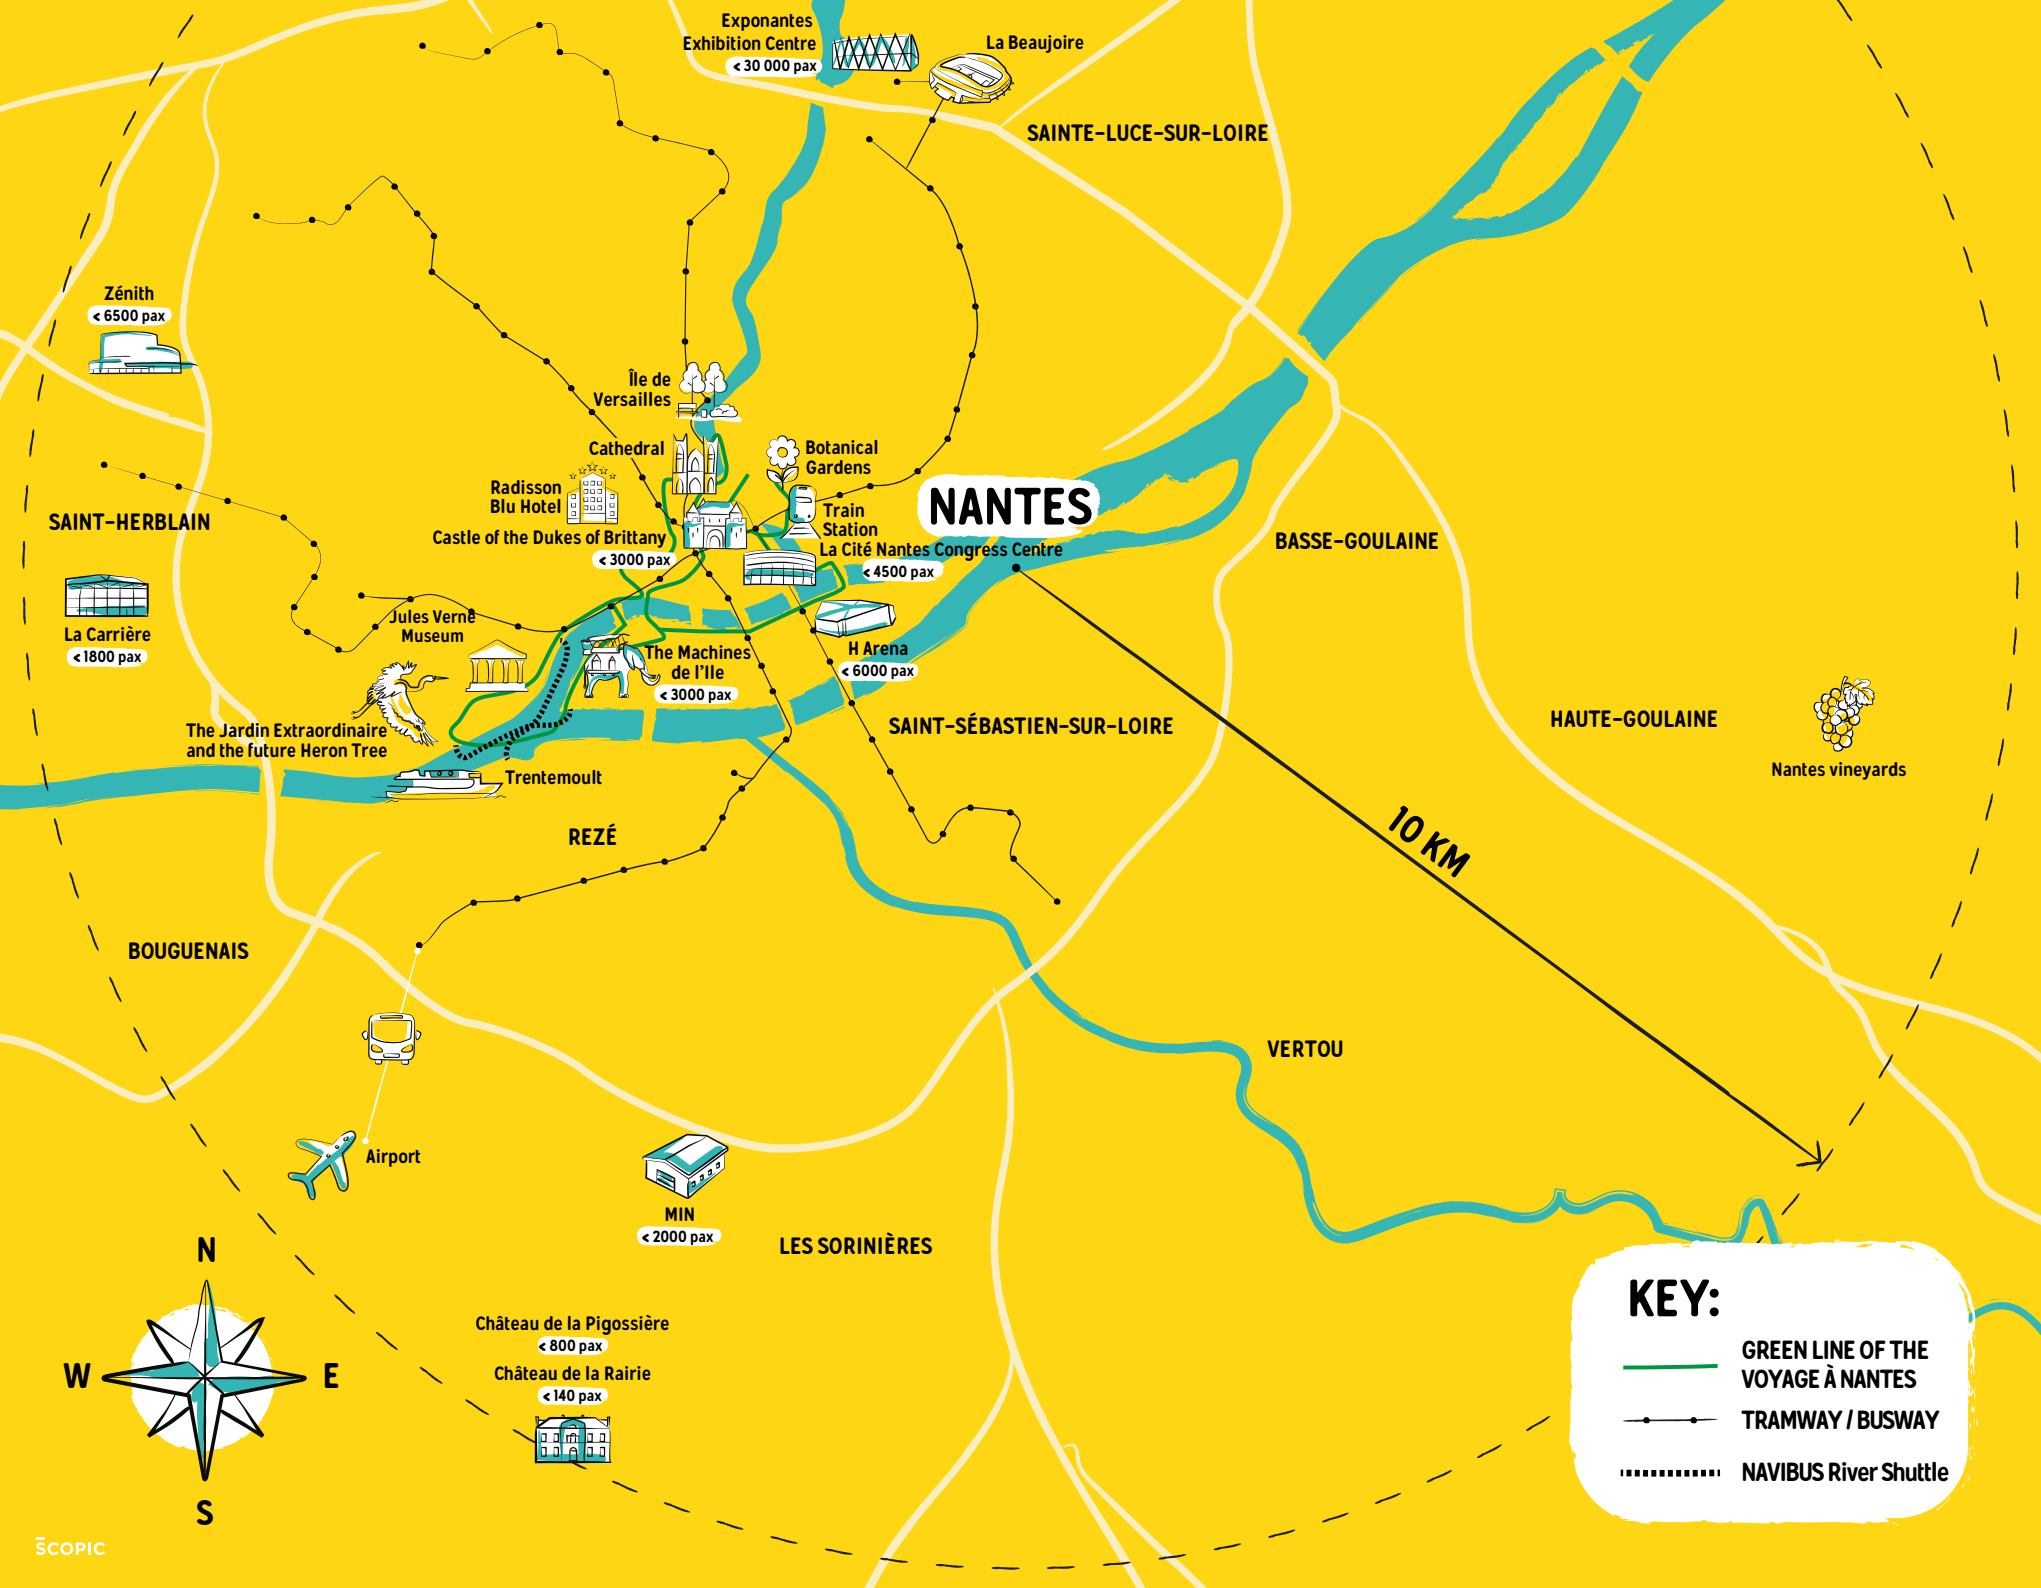 Exponantes
Exhibition Centre
< 30 000 pax
La Beaujoire
SAINTE-LUCE-SUR-LOIRE
Zénith
< 6500 pax
Île de
Versailles
Cathedral
Botanical
Gardens
Radisson
Blu Hotel
NANTES
Train
Station
SAINT-HERBLAIN
Castle of the Dukes of Brittany
< 3000 pax
La Cité Nantes Congress Centre
< 4500 pax
BASSE-GOULAINE
Jules Verne
Museum
La Carrière
< 1800 pax
The Machines
de l'Ile
< 3000 pax
H Arena
< 6000 pax
The Jardin Extraordinaire
and the future Heron Tree
SAINT-SÉBASTIEN-SUR-LOIRE
HAUTE-GOULAINE
Nantes vineyards
Trentemoult
REZÉ
10 KM
BOUGUENAIS
VERTOU
Airport
MIN
< 2000 pax
LES SORINIÈRES
Château de la Pigossière
< 800 pax
Château de la Rairie
< 140 pax
N
W
E
S
KEY:
GREEN LINE OF THE
VOYAGE À NANTES
TRAMWAY / BUSWAY
NAVIBUS River Shuttle
SCOPIC